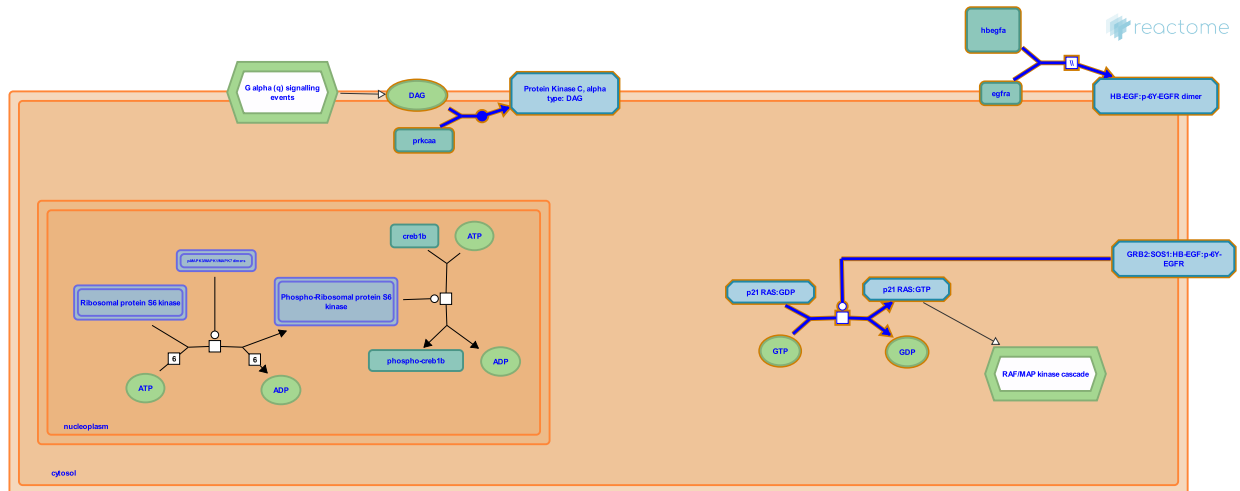 reactome
hbegfa
G alpha (q) signalling
events
DAG
Protein Kinase C, alpha
type: DAG
egfra
\\
HB-EGF:p-6Y-EGFR dimer
prkcaa
creb1b
ATP
GRB2:SOS1:HB-EGF:p-6Y-
EGFR
Ribosomal protein S6 kinase
Phospho-Ribosomal protein S6
kinase
p21 RAS:GDP
p21 RAS:GTP
6
6
phospho-creb1b
ADP
GTP
GDP
RAF/MAP kinase cascade
ATP
ADP
nucleoplasm
cytosol